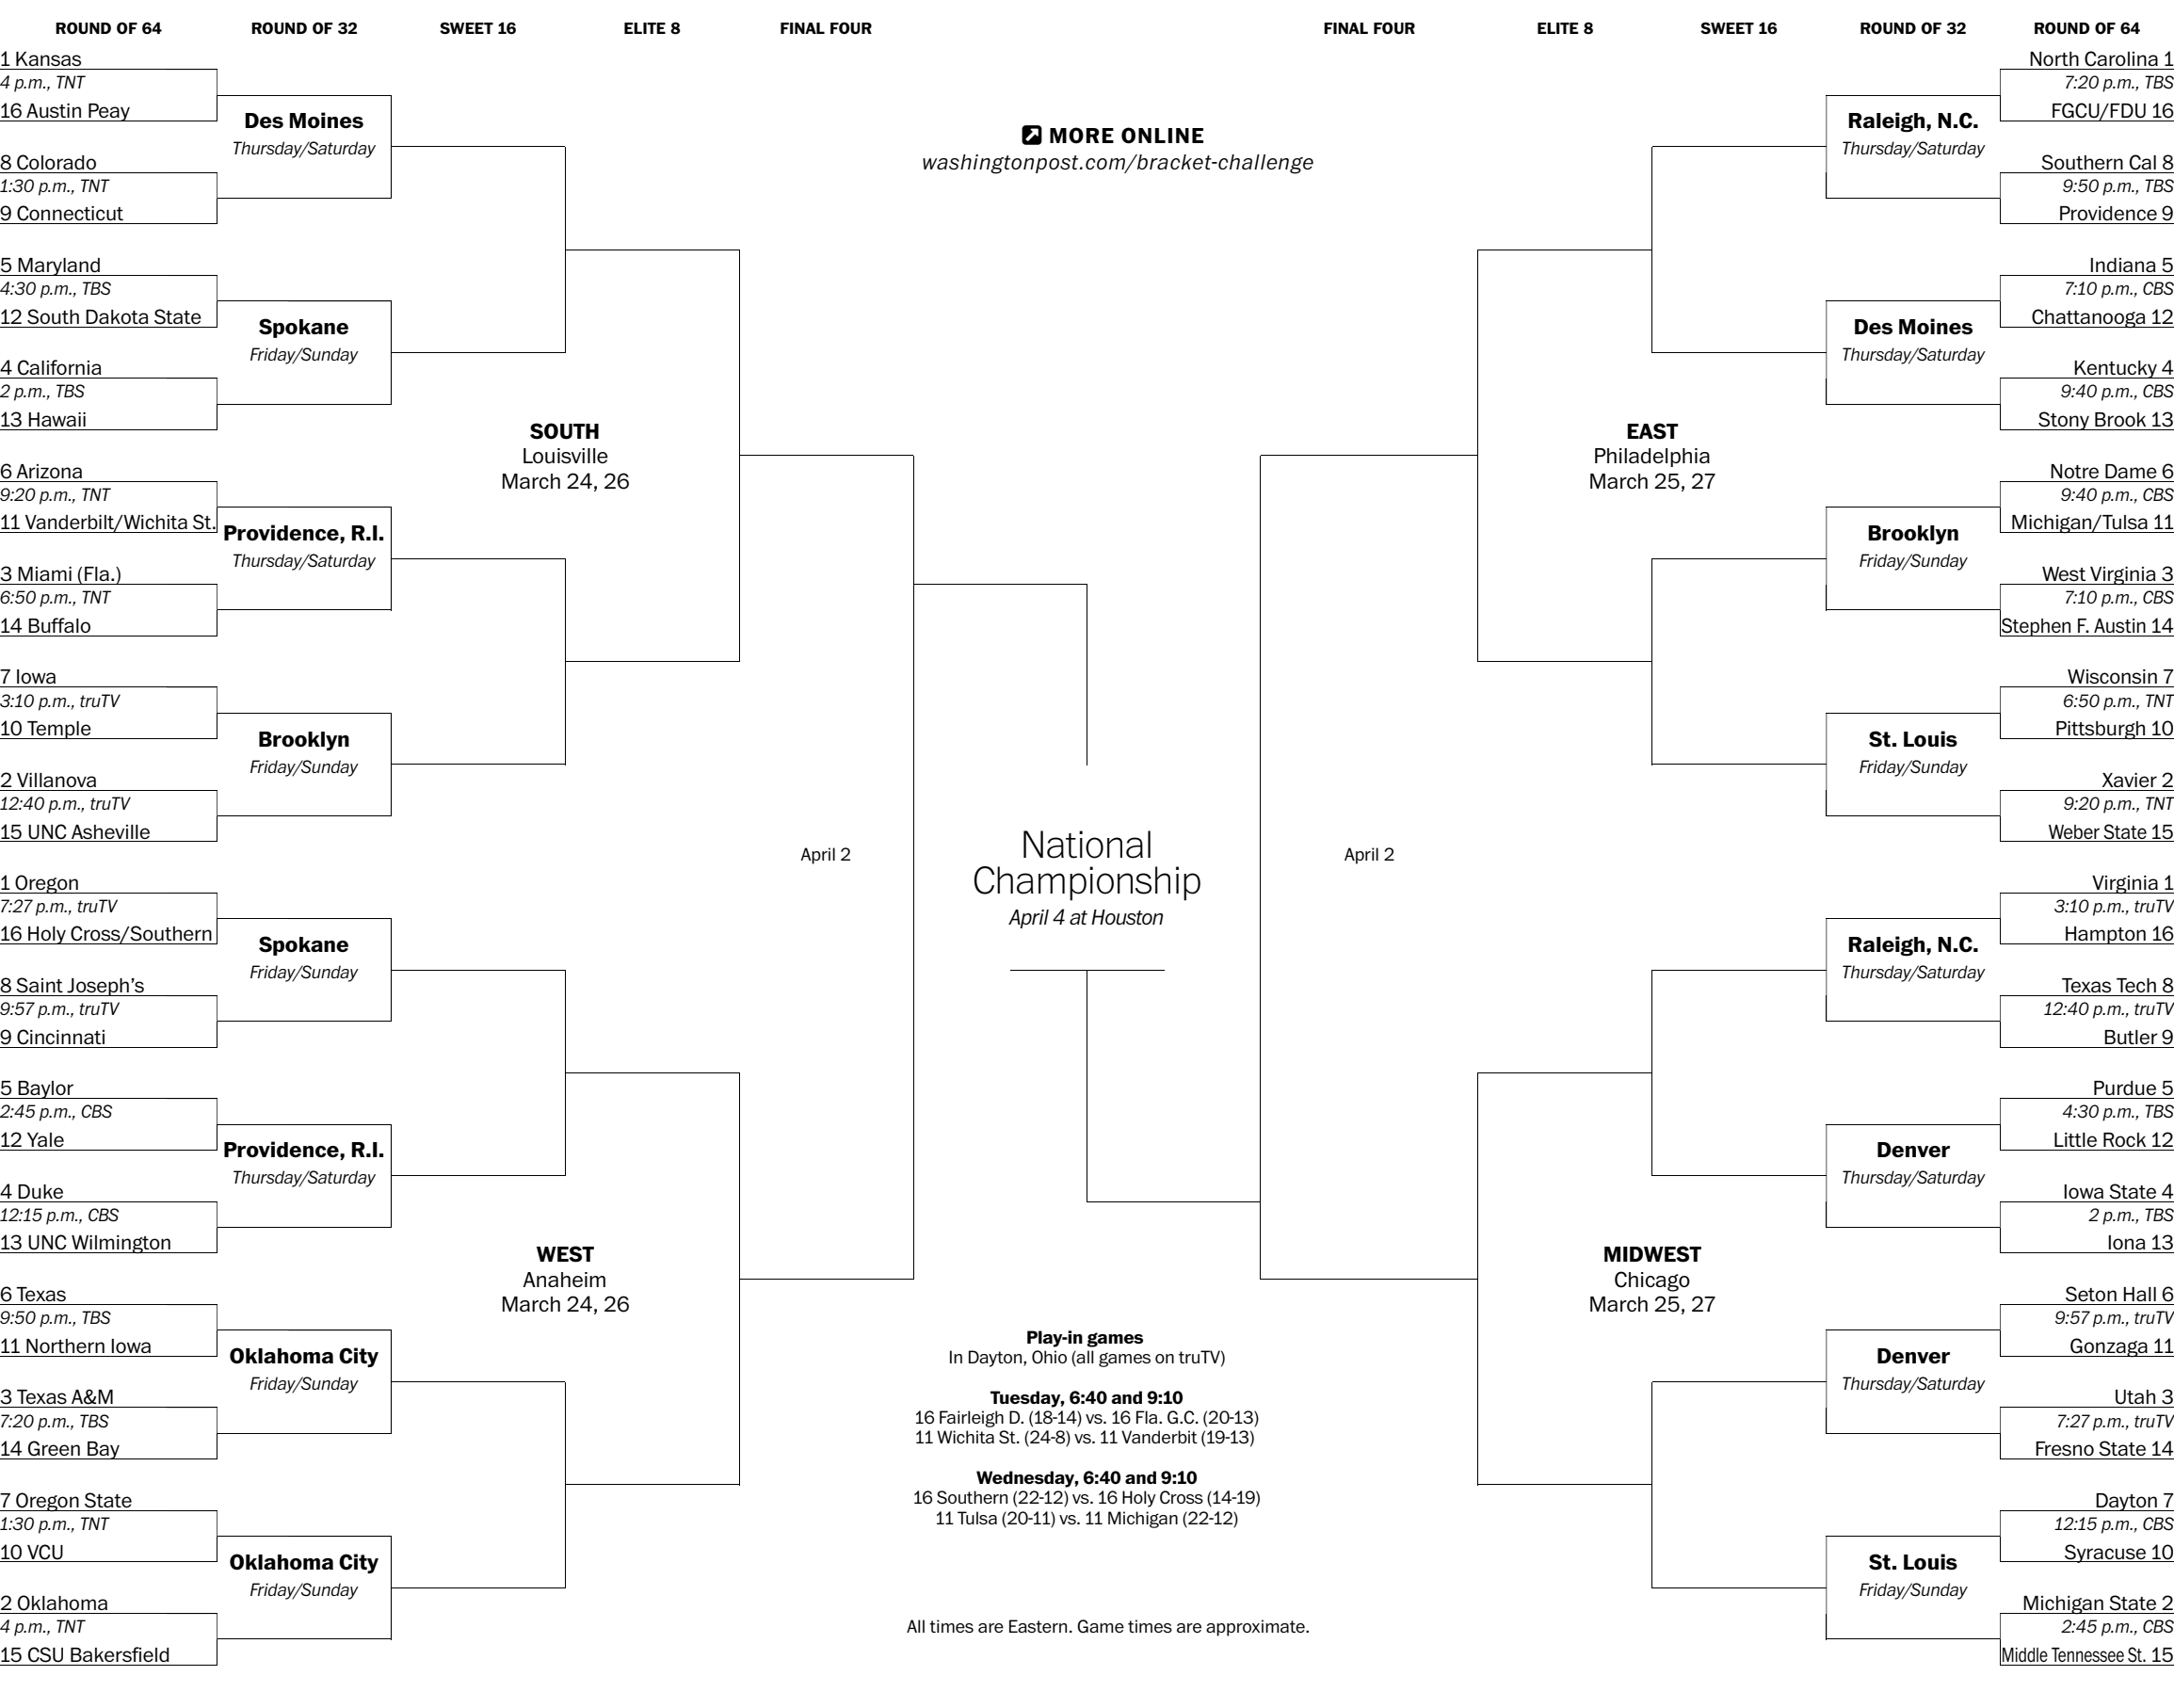 ROUND OF 64
ROUND OF 32
SWEET 16
ELITE 8
FINAL FOUR
FINAL FOUR
ELITE 8
SWEET 16
ROUND OF 32
ROUND OF 64
1 Kansas
4 p.m., TNT
16 Austin Peay
Des Moines
Thursday/Saturday
8 Colorado
1:30 p.m., TNT
9 Connecticut
5 Maryland
4:30 p.m., TBS
12 South Dakota State
Spokane
Friday/Sunday
4 California
2 p.m., TBS
13 Hawaii
SOUTH
Louisville
March 24, 26
6 Arizona
9:20 p.m., TNT
11 Vanderbilt/Wichita St.
Providence, R.I.
Thursday/Saturday
3 Miami (Fla.)
6:50 p.m., TNT
14 Buffalo
7 Iowa
3:10 p.m., truTV
10 Temple
Brooklyn
Friday/Sunday
2 Villanova
12:40 p.m., truTV
15 UNC Asheville
1 Oregon
7:27 p.m., truTV
16 Holy Cross/Southern
Spokane
Friday/Sunday
8 Saint Joseph's
9:57 p.m., truTV
9 Cincinnati
5 Baylor
2:45 p.m., CBS
12 Yale
Providence, R.I.
Thursday/Saturday
4 Duke
12:15 p.m., CBS
13 UNC Wilmington
WEST
Anaheim
March 24, 26
6 Texas
9:50 p.m., TBS
11 Northern Iowa
Oklahoma City
Friday/Sunday
3 Texas A&M
7:20 p.m., TBS
14 Green Bay
7 Oregon State
1:30 p.m., TNT
10 VCU
Oklahoma City
Friday/Sunday
2 Oklahoma
4 p.m., TNT
15 CSU Bakersfield
MORE ONLINE
washingtonpost.com/bracket-challenge
April 2
National
Championship
April 4 at Houston
April 2
Play-in games
In Dayton, Ohio (all games on truTV)
Tuesday, 6:40 and 9:10
16 Fairleigh D. (18-14) vs. 16 Fla. G.C. (20-13)
11 Wichita St. (24-8) vs. 11 Vanderbit (19-13)
Wednesday, 6:40 and 9:10
16 Southern (22-12) vs. 16 Holy Cross (14-19)
11 Tulsa (20-11) vs. 11 Michigan (22-12)
All times are Eastern. Game times are approximate.
North Carolina 1
7:20 p.m., TBS
FGCU/FDU 16
Raleigh, N.C.
Thursday/Saturday
Southern Cal 8
9:50 p.m., TBS
Providence 9
Indiana 5
7:10 p.m., CBS
Chattanooga 12
Des Moines
Thursday/Saturday
Kentucky 4
9:40 p.m., CBS
Stony Brook 13
EAST
Philadelphia
March 25, 27
Notre Dame 6
9:40 p.m., CBS
Michigan/Tulsa 11
Brooklyn
Friday/Sunday
West Virginia 3
7:10 p.m., CBS
Stephen F. Austin 14
Wisconsin 7
6:50 p.m., TNT
Pittsburgh 10
St. Louis
Friday/Sunday
Xavier 2
9:20 p.m., TNT
Weber State 15
Virginia 1
3:10 p.m., truTV
Hampton 16
Raleigh, N.C.
Thursday/Saturday
Texas Tech 8
12:40 p.m., truTV
Butler 9
Purdue 5
4:30 p.m., TBS
Little Rock 12
Denver
Thursday/Saturday
Iowa State 4
2 p.m., TBS
Iona 13
MIDWEST
Chicago
March 25, 27
Seton Hall 6
9:57 p.m., truTV
Gonzaga 11
Denver
Thursday/Saturday
Utah 3
7:27 p.m., truTV
Fresno State 14
Dayton 7
12:15 p.m., CBS
Syracuse 10
St. Louis
Friday/Sunday
Michigan State 2
2:45 p.m., CBS
Middle Tennessee St. 15